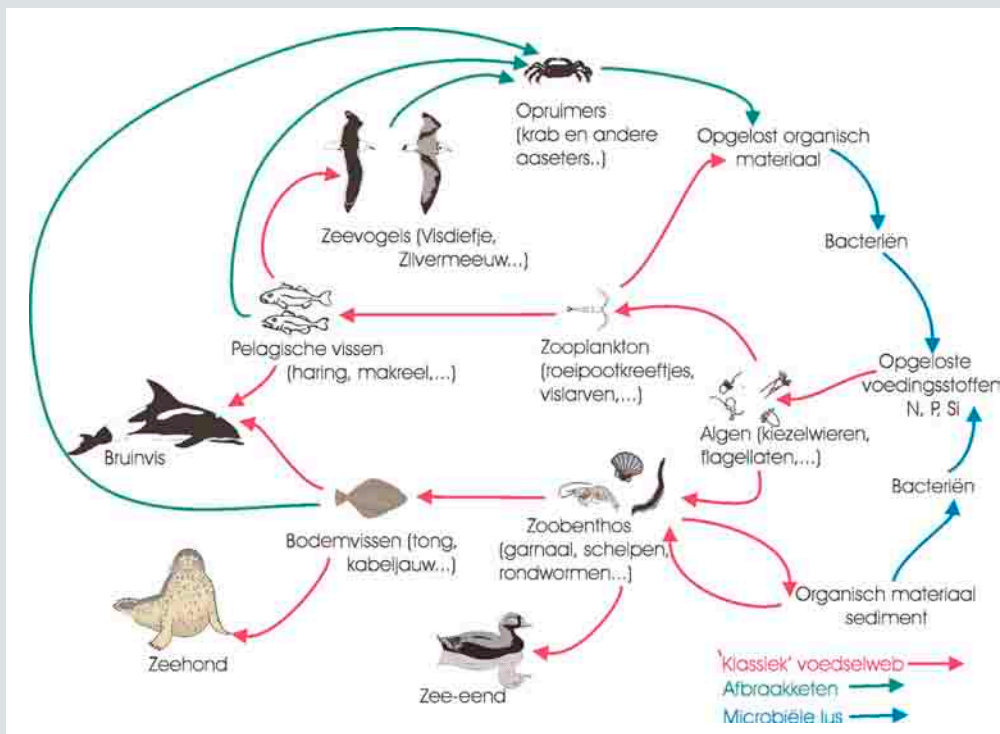 Opruimers
(krab en andere
aaseters..)
Opgelost organisch
materiaal
Zeevogels (Visdiefje,
Zilvermeeuw...)
Bacteriën
Pelagische vissen
(haring, makreel,...)
Zooplankton
(roeipootkreeftjes,
vislarven,...)
Opgeloste
voedingsstoffen
N, P, Si
Algen (kiezelwieren,
flagellaten,...)
Bruinvis
Bacteriën
Bodemvissen (tong,
kabeljauw...)
Zoobenthos
(garnaal, schelpen,
rondwormen...)
Organisch materiaal
sediment
Zeehond
Zee-eend
'Klassiek' voedselweb
Afbraakketen
Microbiële lus